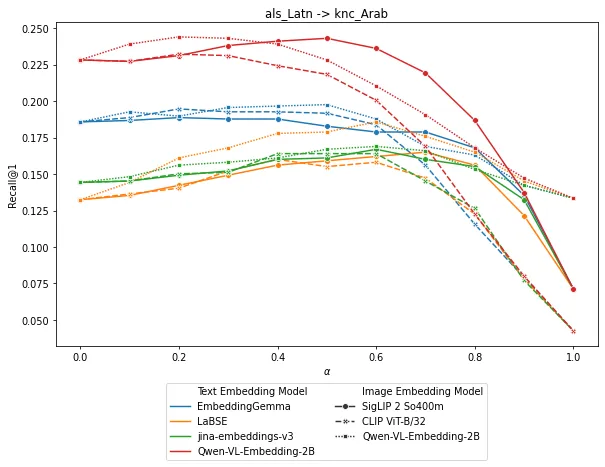 als_Latn -> knc_Arab
Recall@1
0.250
0.225
0.200
0.175
0.150
0.125
0.100
0.075
0.050
0.0 0.2 0.4 0.6 0.8 1.0
α
Text Embedding Model
EmbeddingGemma
LaBSE
jina-embeddings-v3
Qwen-VL-Embedding-2B
Image Embedding Model
SigLIP 2 So400m
CLIP ViT-B/32
Qwen-VL-Embedding-2B